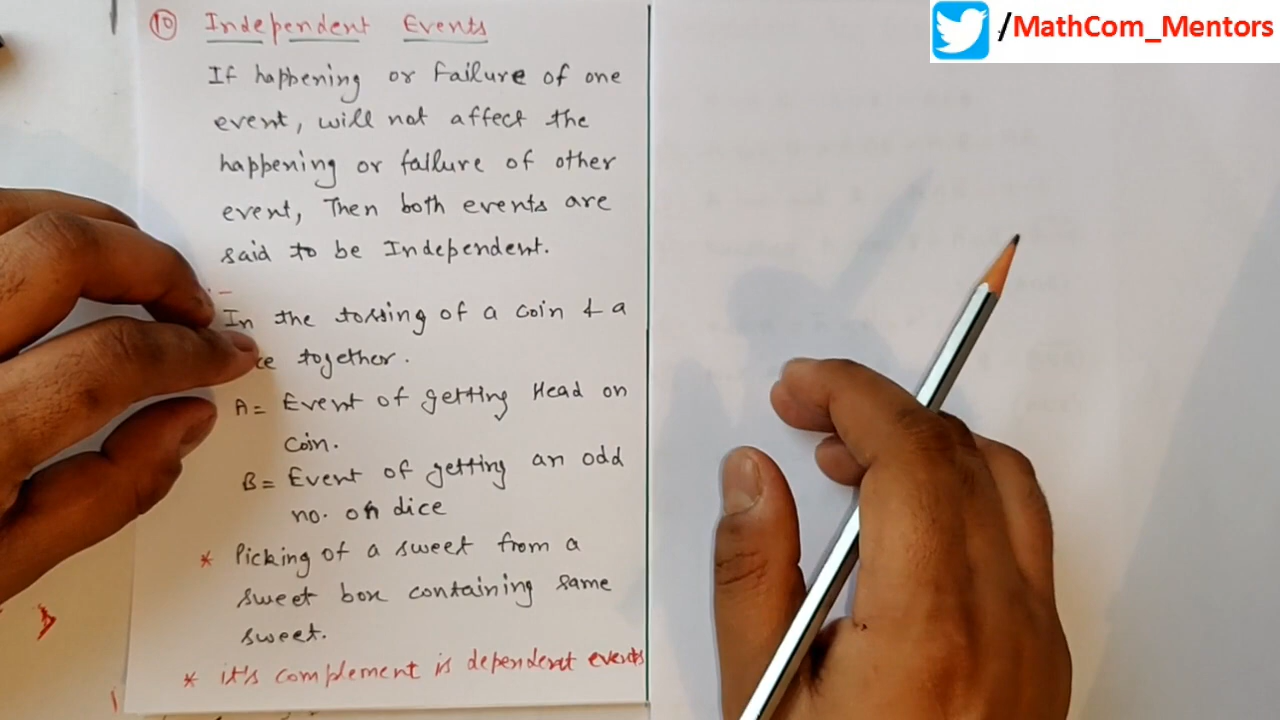 /MathCom_Mentors
10 Independent Events
If happening or failure of one
event, will not affect the
happening or failure of other
event, Then both events are
said to be Independent.
In the tossing of a coin & a
ce together.
A = Event of getting Head on
coin.
B = Event of getting an odd
no. on dice
* Picking of a sweet from a
sweet box containing same
sweet.
* it's complement is dependent events